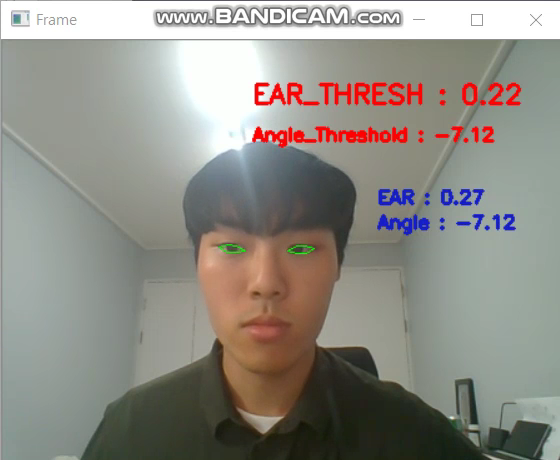 Frame
www.BANDICAM.com
EAR_THRESH : 0.22
Angle_Threshold : -7.12
EAR : 0.27
Angle : -7.12